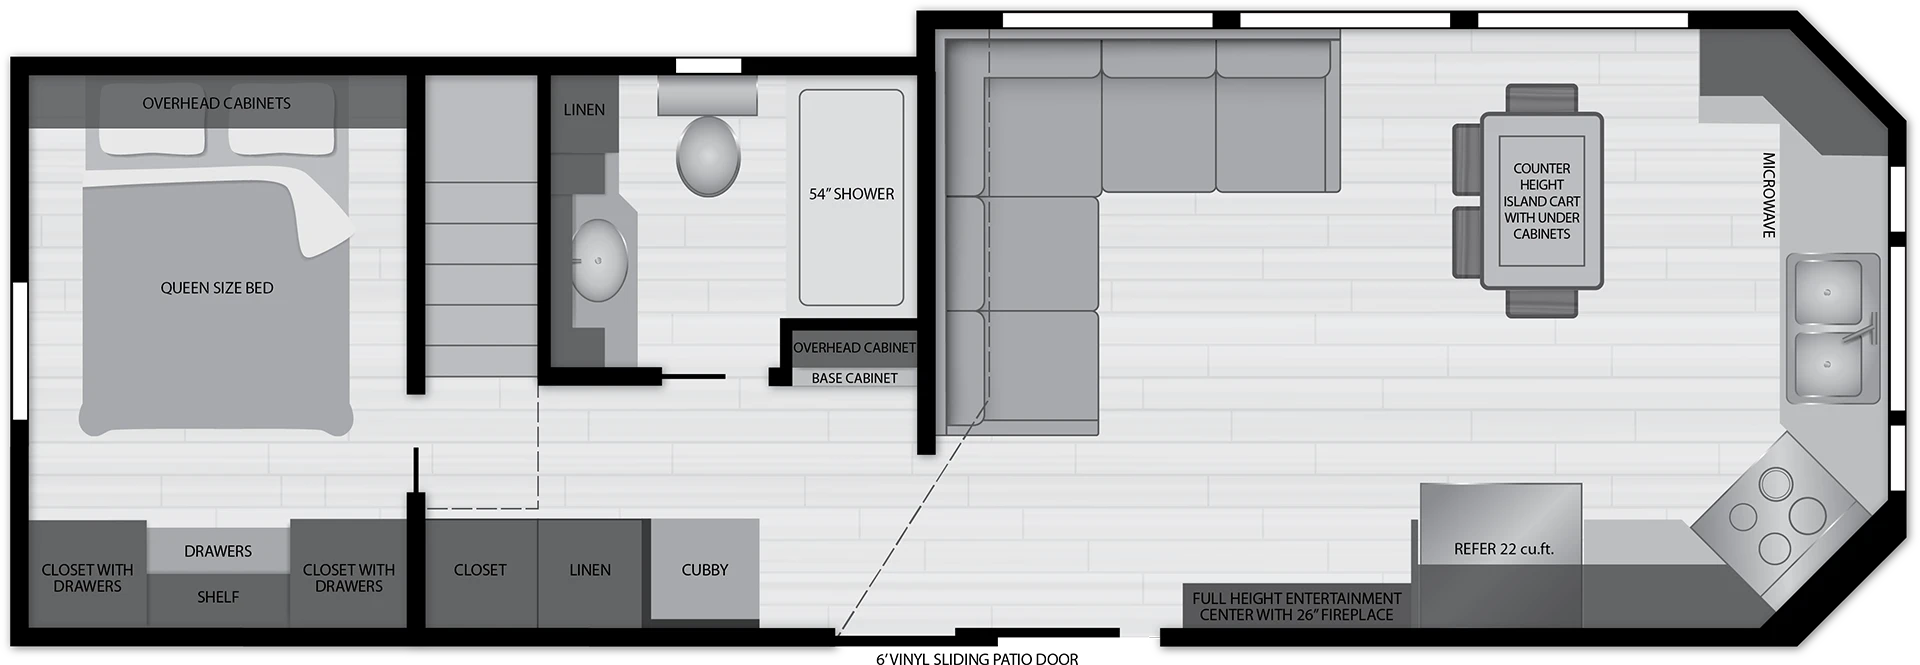 OVERHEAD CABINETS
QUEEN SIZE BED
CLOSET WITH
DRAWERS
DRAWERS
SHELF
CLOSET WITH
DRAWERS
LINEN
54” SHOWER
OVERHEAD CABINET
BASE CABINET
CLOSET
LINEN
CUBBY
COUNTER
HEIGHT
ISLAND CART
WITH UNDER
CABINETS
MICROWAVE
REFER 22 cu.ft.
FULL HEIGHT ENTERTAINMENT
CENTER WITH 26” FIREPLACE
6’ VINYL SLIDING PATIO DOOR